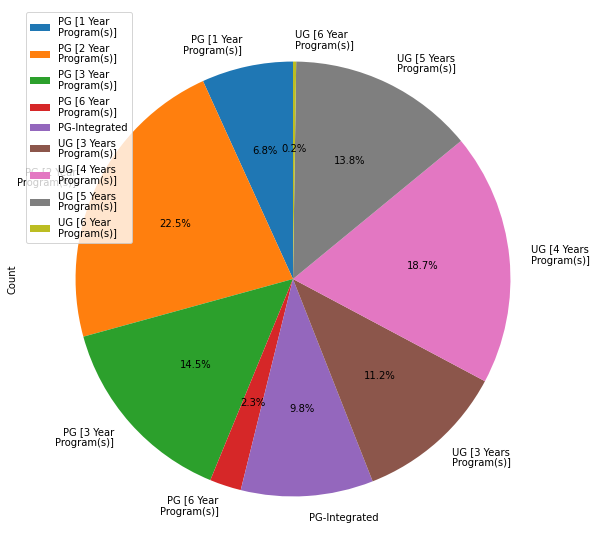 PG [1 Year
Program(s)]
PG [2 Year
Program(s)]
PG [3 Year
Program(s)]
PG [6 Year
Program(s)]
PG-Integrated
UG [3 Years
Program(s)]
UG [4 Years
Program(s)]
UG [5 Years
Program(s)]
UG [6 Year
Program(s)]
PG [1 Year
Program(s)]
UG [6 Year
Program(s)]
UG [5 Years
Program(s)]
6.8%
0.2%
13.8%
22.5%
18.7%
UG [4 Years
Program(s)]
Count
14.5%
2.3%
9.8%
11.2%
PG [3 Year
Program(s)]
UG [3 Years
Program(s)]
PG [6 Year
Program(s)]
PG-Integrated